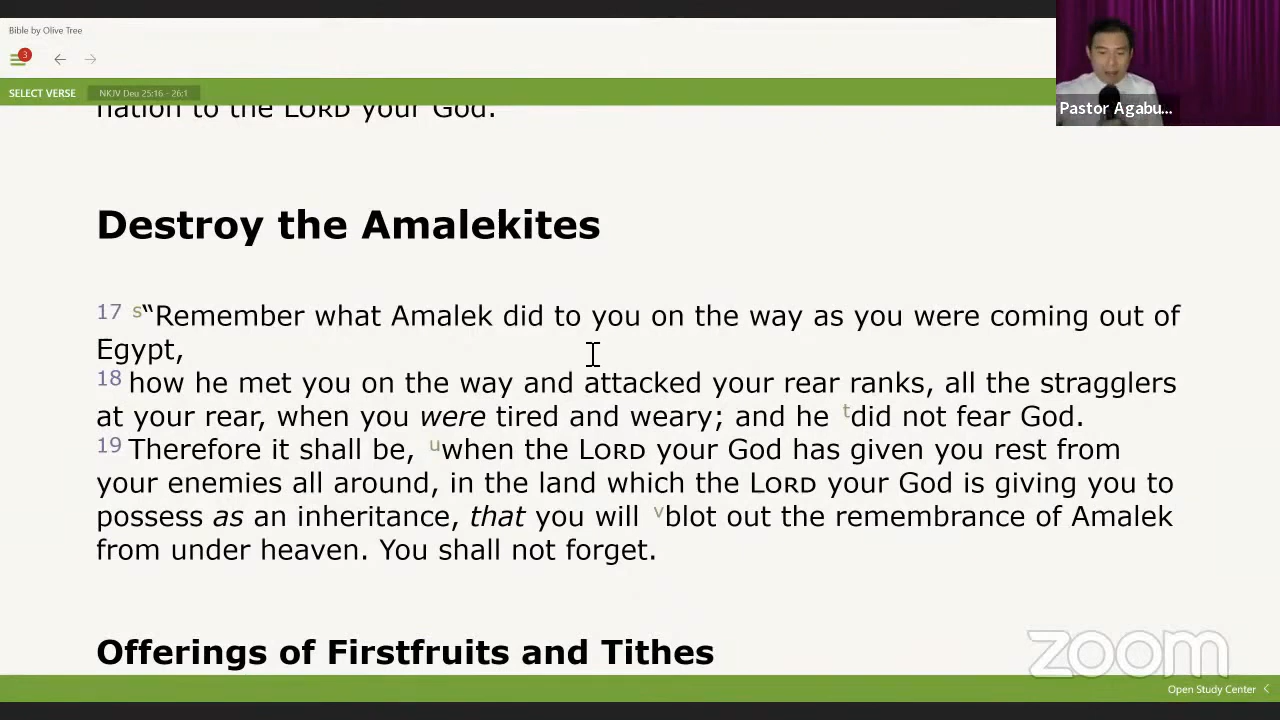 Bible by Olive Tree
3
SELECT VERSE NKJV Deu 25:16 - 26:1
nation to the LORD your God.
Pastor Agabu...
Destroy the Amalekites
17 s“Remember what Amalek did to you on the way as you were coming out of
Egypt,
18 how he met you on the way and attacked your rear ranks, all the stragglers
at your rear, when you were tired and weary; and he tdid not fear God.
19 Therefore it shall be, uwhen the LORD your God has given you rest from
your enemies all around, in the land which the LORD your God is giving you to
possess as an inheritance, that you will vblot out the remembrance of Amalek
from under heaven. You shall not forget.
Offerings of Firstfruits and Tithes
zoom
Open Study Center